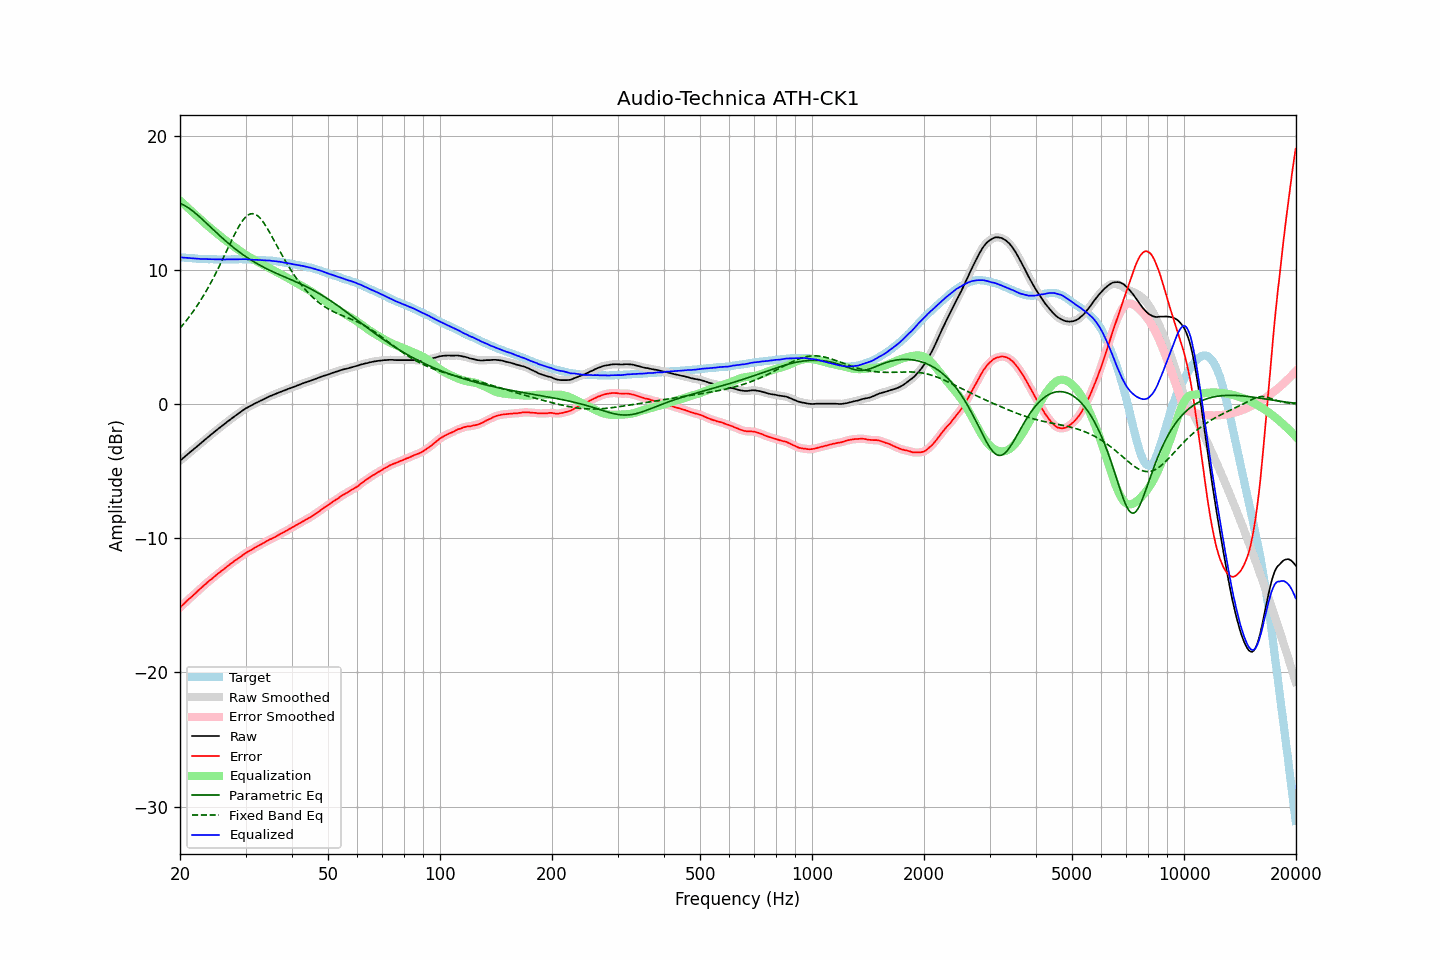 Audio-Technica ATH-CK1
20
10
0
−10
−20
−30
Amplitude (dBr)
Target
Raw Smoothed
Error Smoothed
Raw
Error
Equalization
Parametric Eq
Fixed Band Eq
Equalized
20 50 100 200 500 1000 2000 5000 10000 20000
Frequency (Hz)